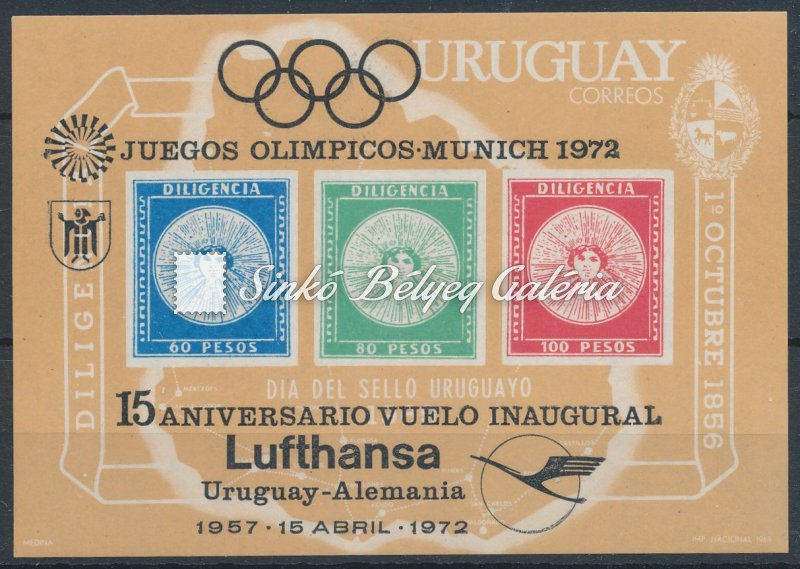 URUGUAY
CORREOS
JUEGOS OLIMPICOS·MUNICH 1972
DILIGENCIA
60 PESOS
DILIGENCIA
80 PESOS
DILIGENCIA
100 PESOS
Sinkó Bélyeg Galéria
DILIGE
1º OCTUBRE 1856
DIA DEL SELLO URUGUAYO
15 ANIVERSARIO VUELO INAUGURAL
Lufthansa
Uruguay-Alemania
1957·15 ABRIL·1972
MEDINA